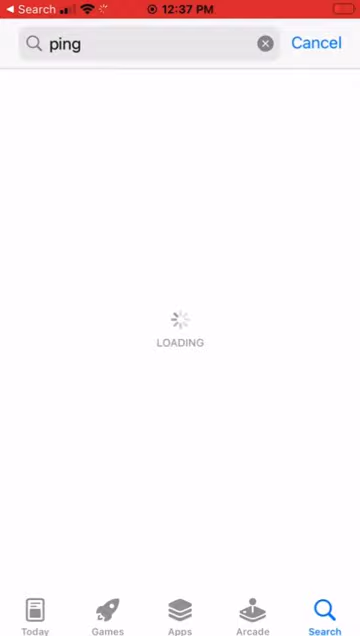 Search 12:37 PM
ping Cancel
LOADING
Today Games Apps Arcade Search